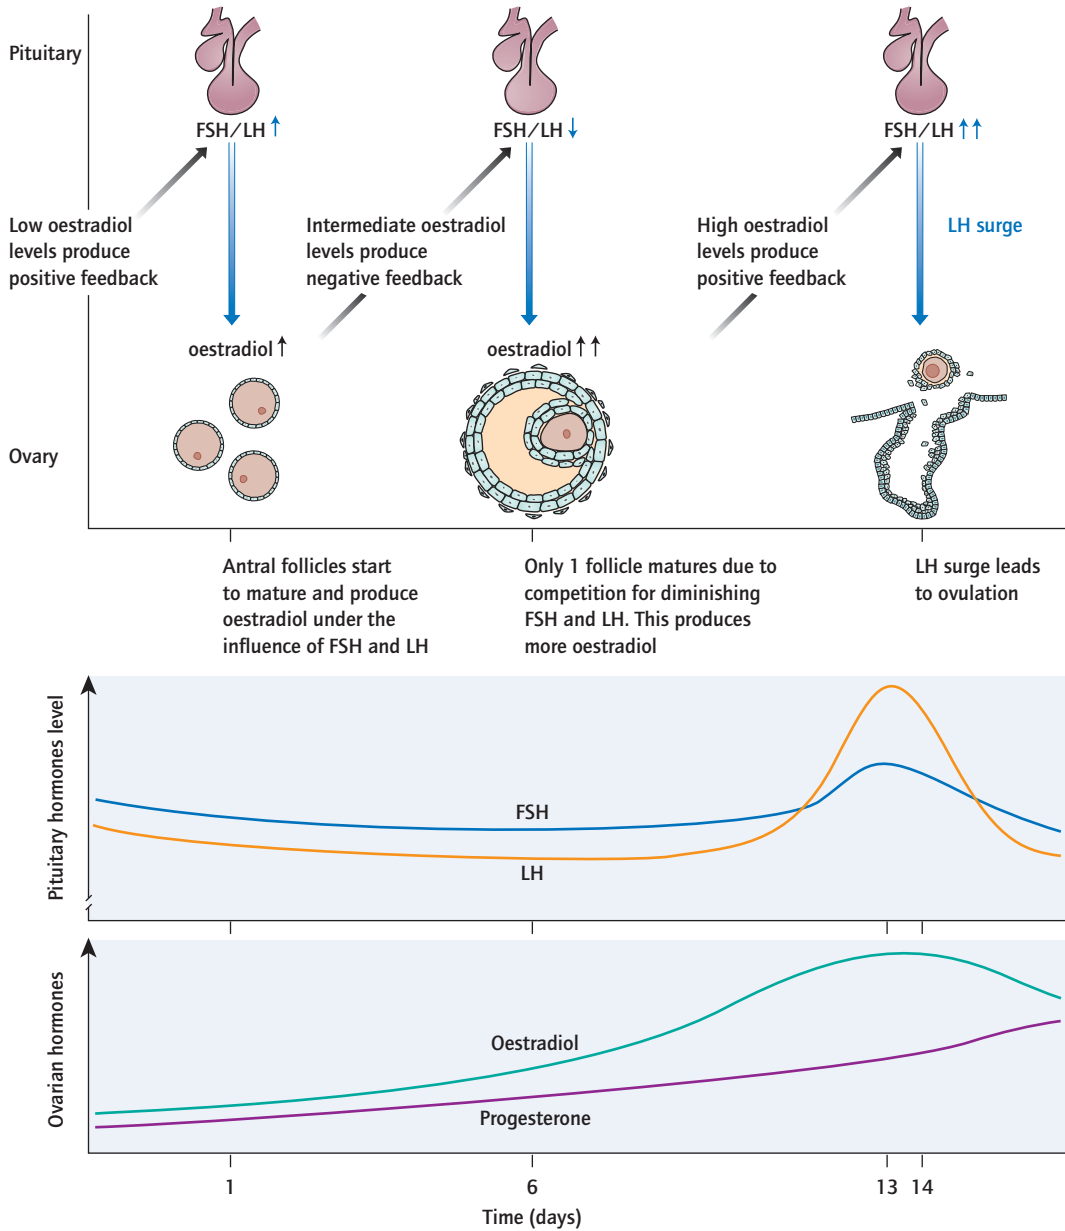 Pituitary
FSH/LH ↑
FSH/LH ↓
FSH/LH ↑↑
Low oestradiol
levels produce
positive feedback
Intermediate oestradiol
levels produce
negative feedback
High oestradiol
levels produce
positive feedback
LH surge
oestradiol ↑
oestradiol ↑↑
Ovary
Antral follicles start
to mature and produce
oestradiol under the
influence of FSH and LH
Only 1 follicle matures due to
competition for diminishing
FSH and LH. This produces
more oestradiol
LH surge leads
to ovulation
Pituitary hormones level
FSH
LH
1
6
13
14
Ovarian hormones
Oestradiol
Progesterone
Time (days)